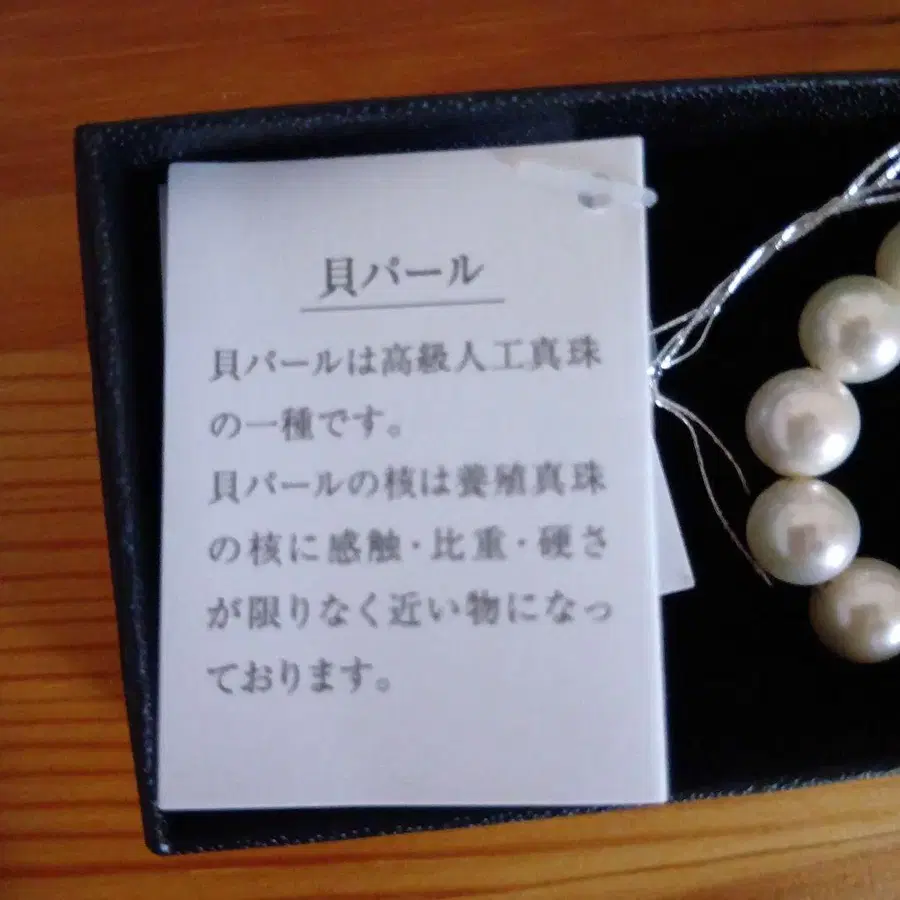 貝パール
貝パールは高級人工真珠
の一種です。
貝パールの核は養殖真珠
の核に感触・比重・硬さ
が限りなく近い物になっ
ております。